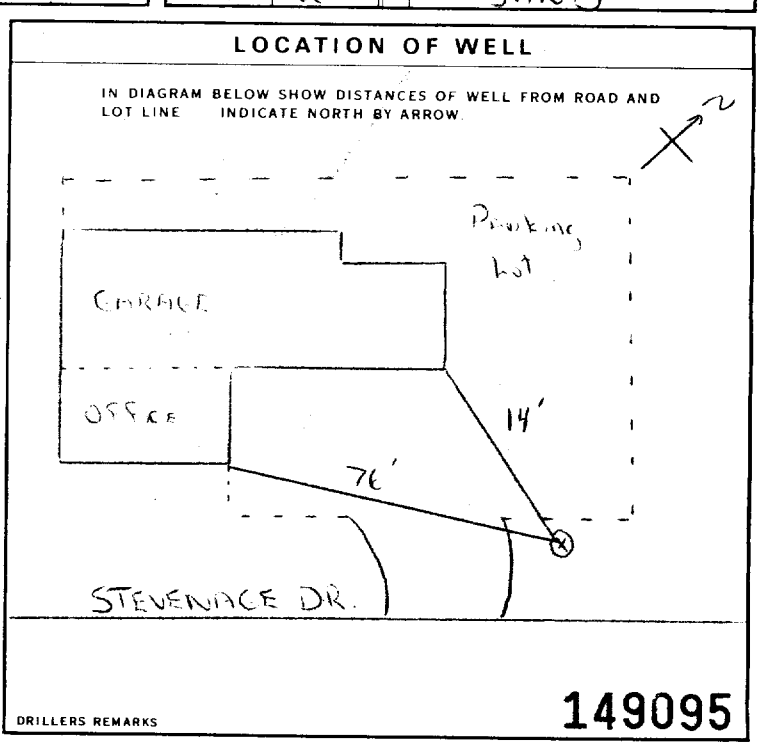 LOCATION OF WELL
IN DIAGRAM BELOW SHOW DISTANCES OF WELL FROM ROAD AND
LOT LINE INDICATE NORTH BY ARROW.
N
Parking
Lot
GARAGE
OFFICE
14'
76'
STEVENAGE DR.
DRILLERS REMARKS
149095